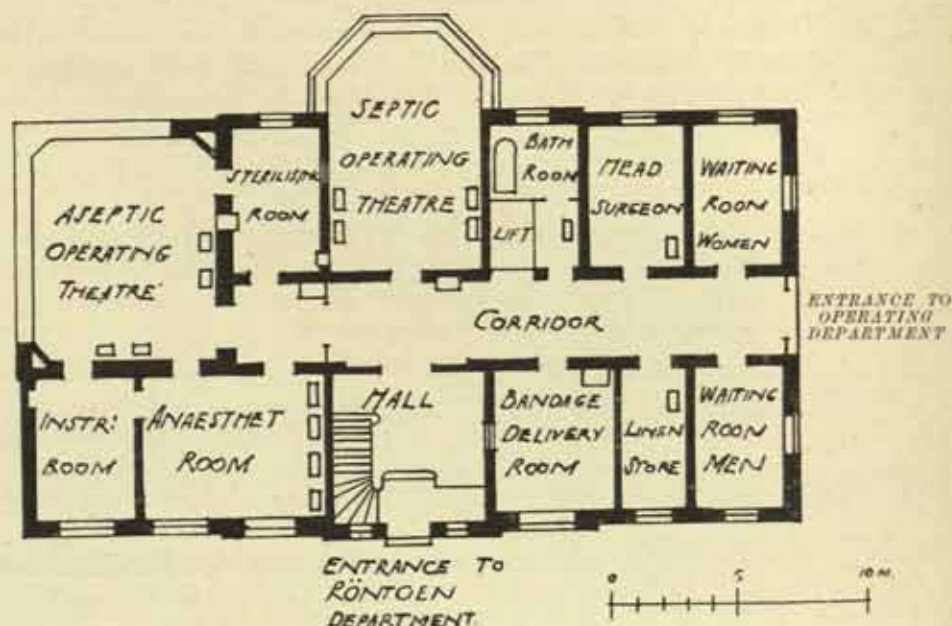 SEPTIC
OPERATING
THEATRE
STERILISING
ROOM
BATH
ROOM
LIFT
HEAD
SURGEON
WAITING
ROOM
WOMEN
ASEPTIC
OPERATING
THEATRE
CORRIDOR
ENTRANCE TO
OPERATING
DEPARTMENT
INSTR:
ROOM
ANAESTHET
ROOM
HALL
BANDAGE
DELIVERY
ROOM
LINEN
STORE
WAITING
ROOM
MEN
ENTRANCE TO
RÖNTGEN
DEPARTMENT.
0 5 10 M.